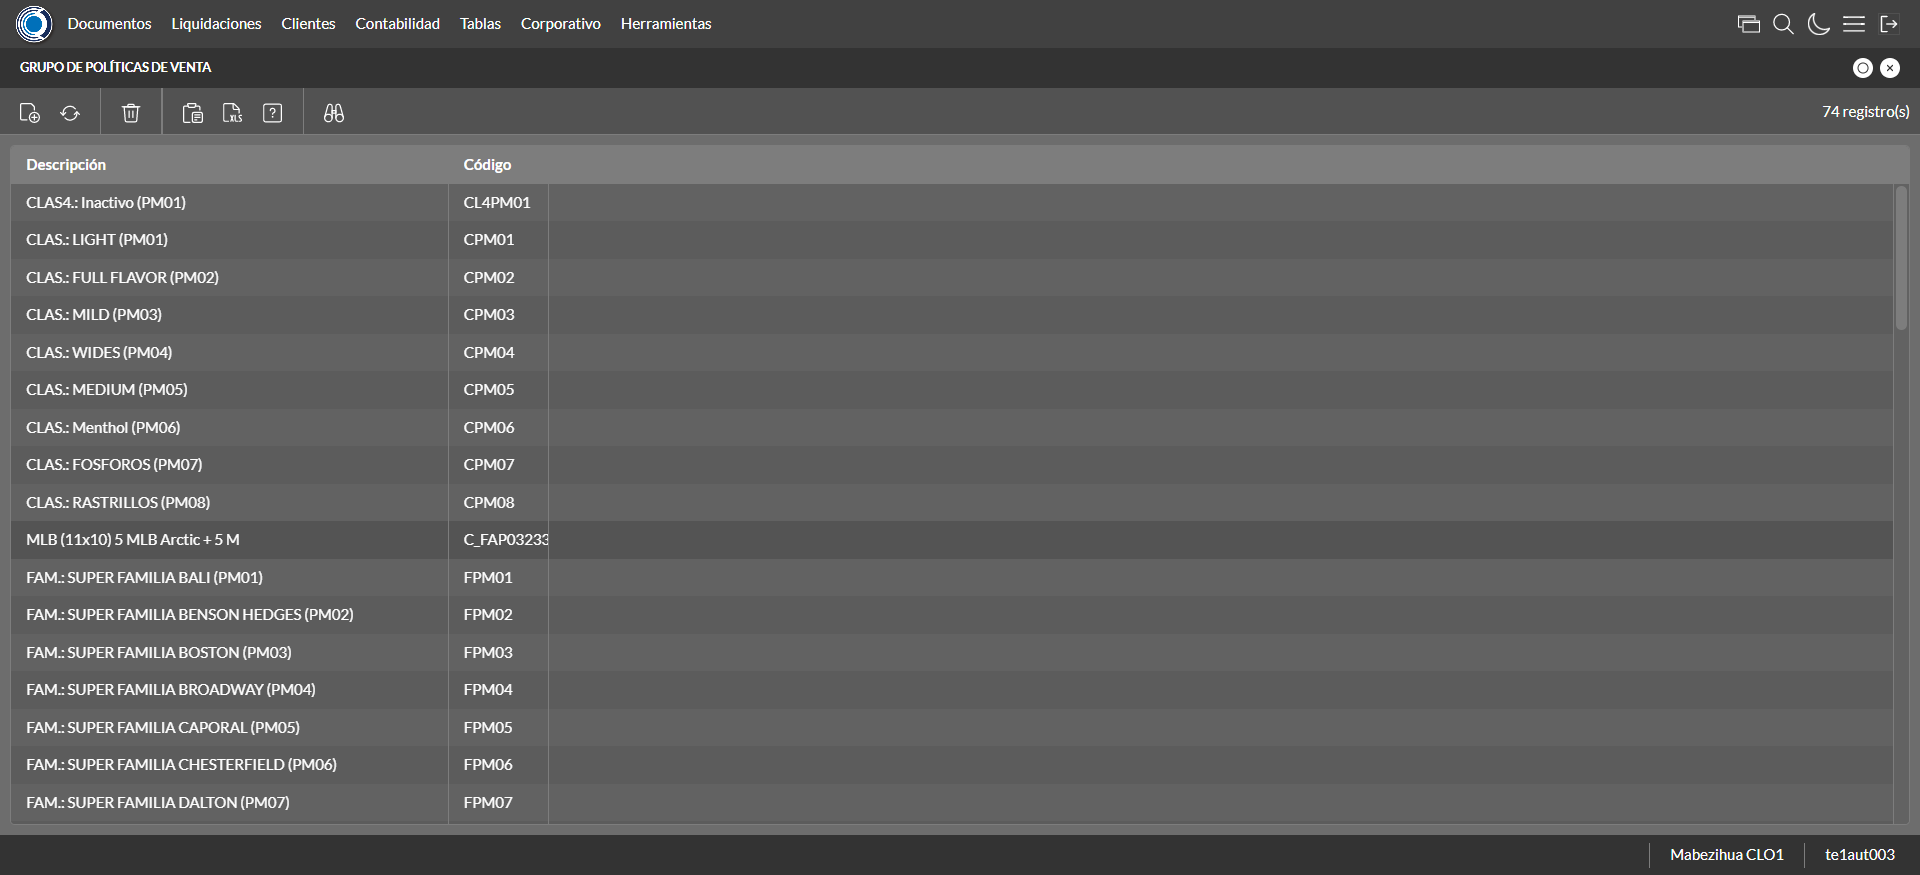 Documentos Liquidaciones Clientes Contabilidad Tablas Corporativo Herramientas
GRUPO DE POLÍTICAS DE VENTA
XLS ? 74 registro(s)
Descripción Código
CLAS4.: Inactivo (PM01) CL4PM01
CLAS.: LIGHT (PM01) CPM01
CLAS.: FULL FLAVOR (PM02) CPM02
CLAS.: MILD (PM03) CPM03
CLAS.: WIDES (PM04) CPM04
CLAS.: MEDIUM (PM05) CPM05
CLAS.: Menthol (PM06) CPM06
CLAS.: FOSFOROS (PM07) CPM07
CLAS.: RASTRILLOS (PM08) CPM08
MLB (11x10) 5 MLB Arctic + 5 M C_FAP03233
FAM.: SUPER FAMILIA BALI (PM01) FPM01
FAM.: SUPER FAMILIA BENSON HEDGES (PM02) FPM02
FAM.: SUPER FAMILIA BOSTON (PM03) FPM03
FAM.: SUPER FAMILIA BROADWAY (PM04) FPM04
FAM.: SUPER FAMILIA CAPORAL (PM05) FPM05
FAM.: SUPER FAMILIA CHESTERFIELD (PM06) FPM06
FAM.: SUPER FAMILIA DALTON (PM07) FPM07
Mabezihua CLO1 te1aut003